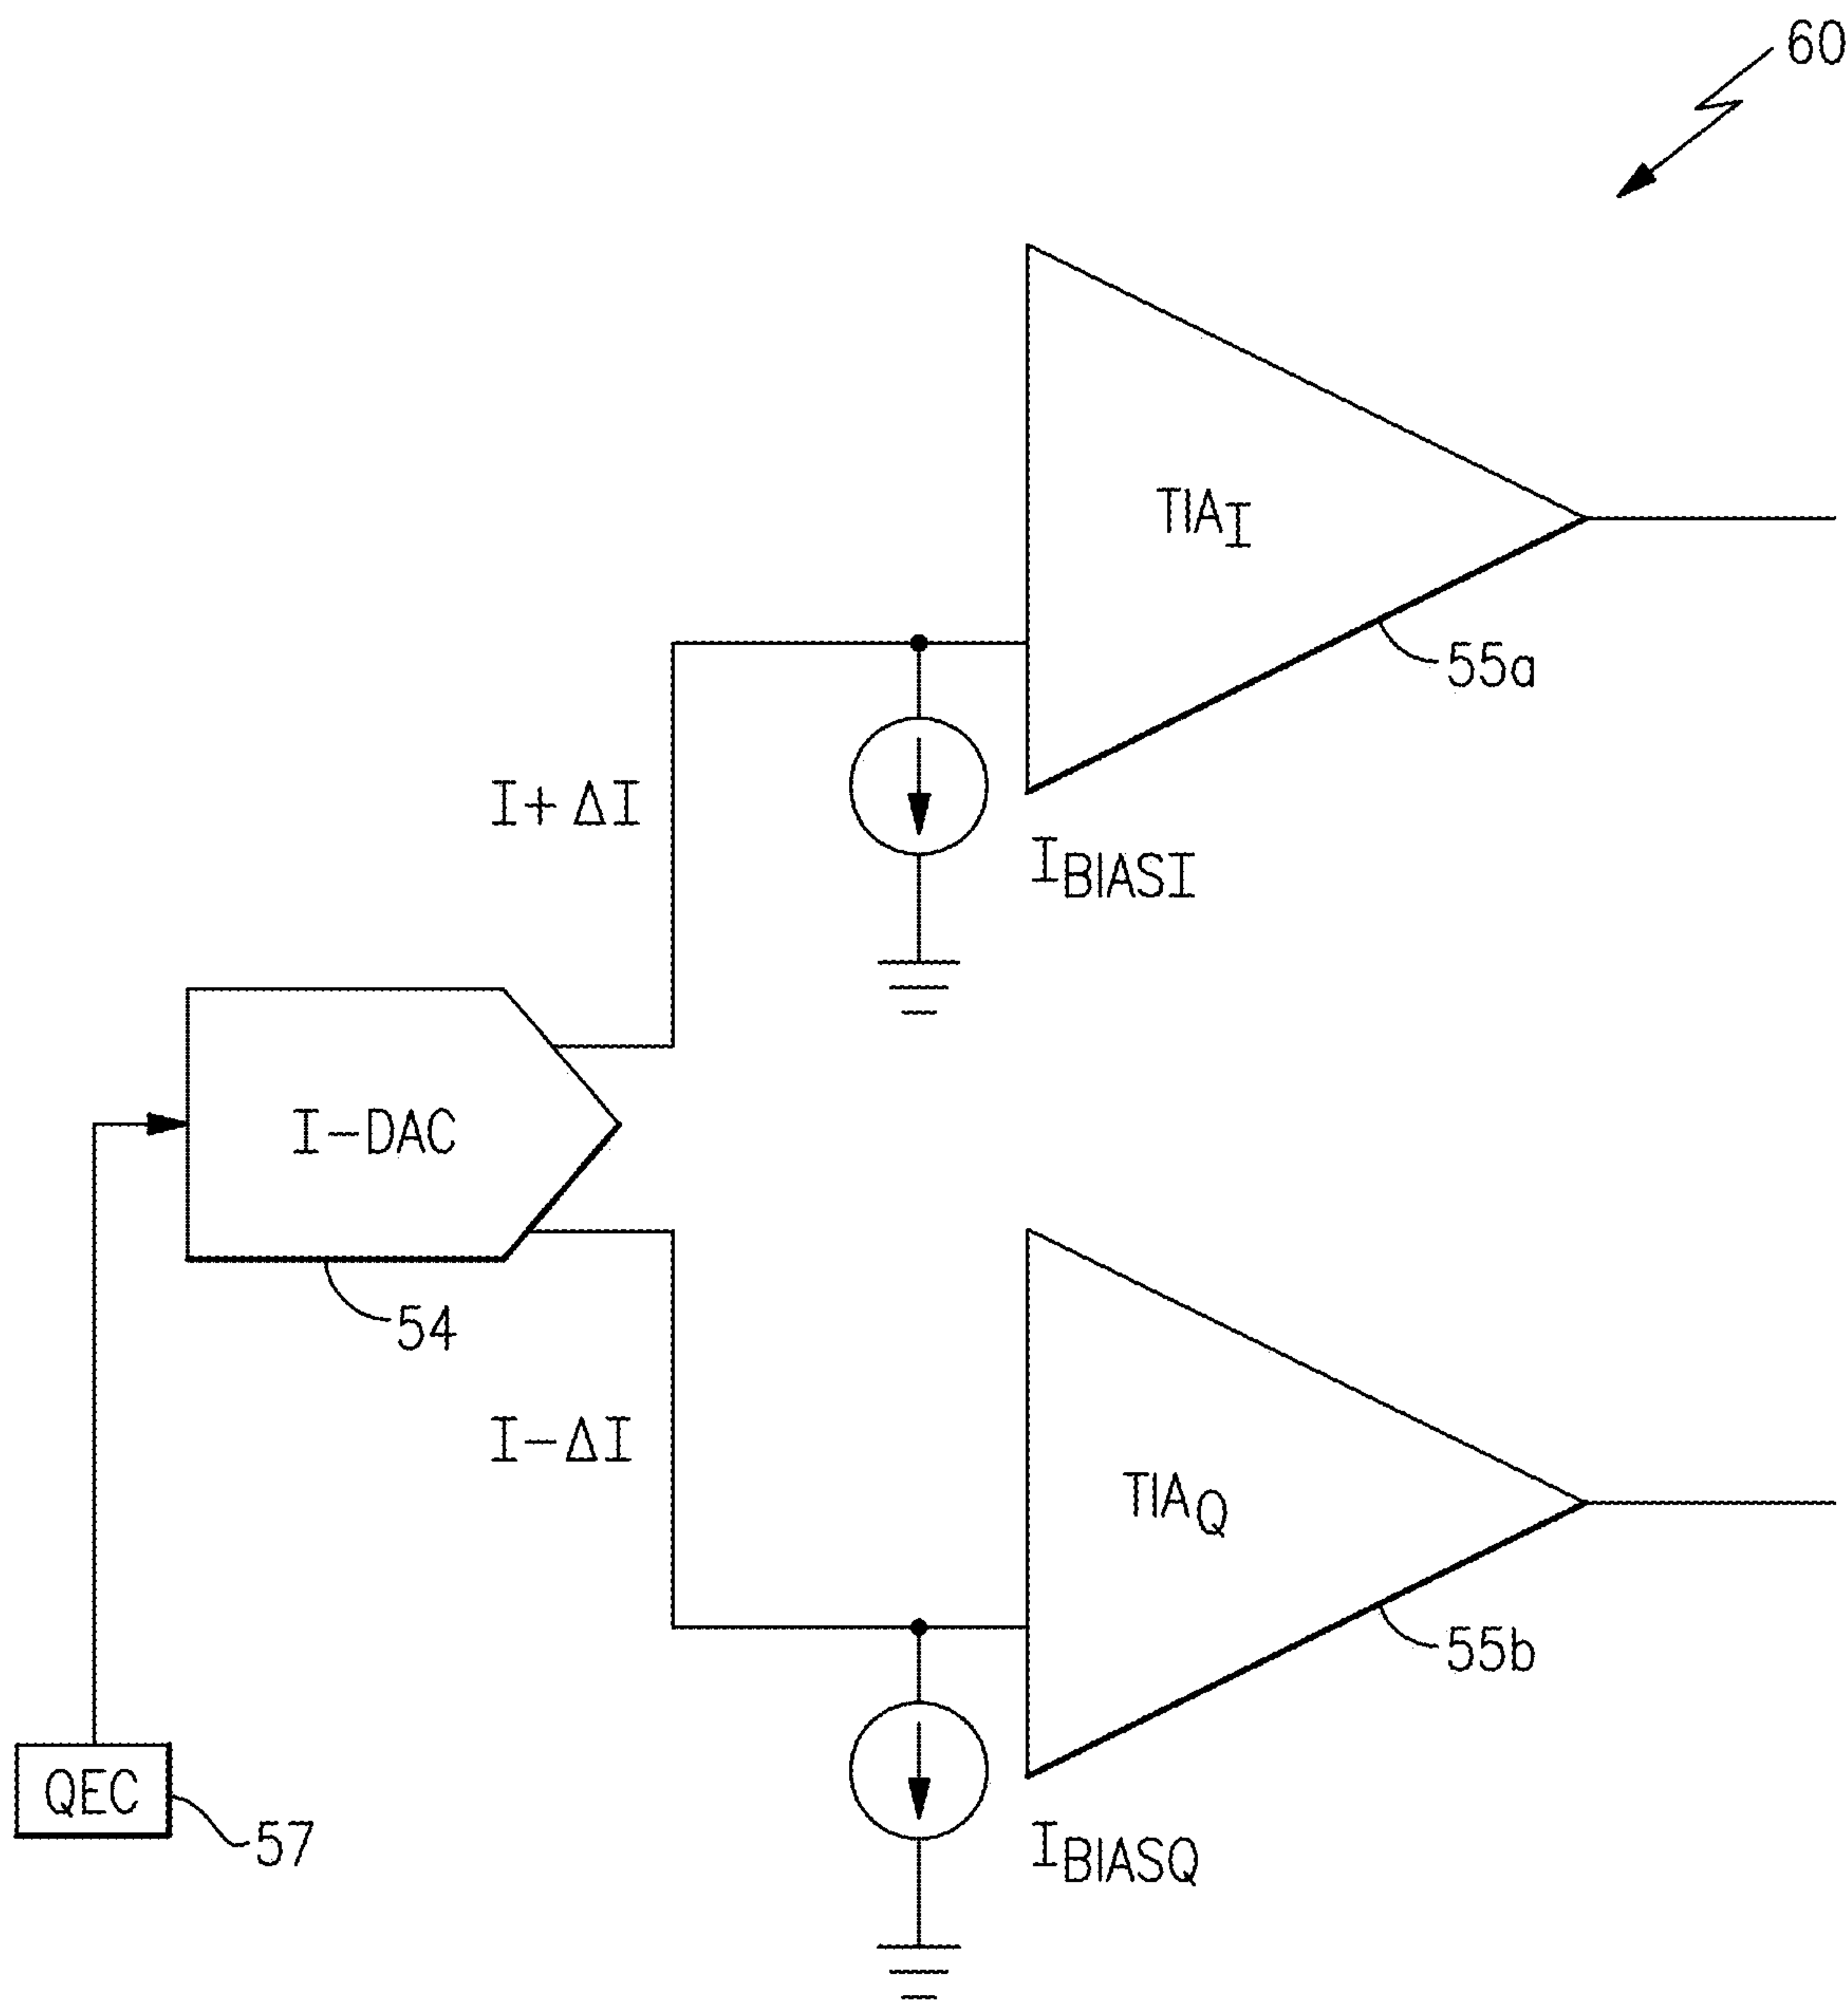 60
TIA_I
55a
I+ΔI
I_BIASI
I-DAC
54
I-ΔI
TIA_Q
55b
QEC
57
I_BIASQ